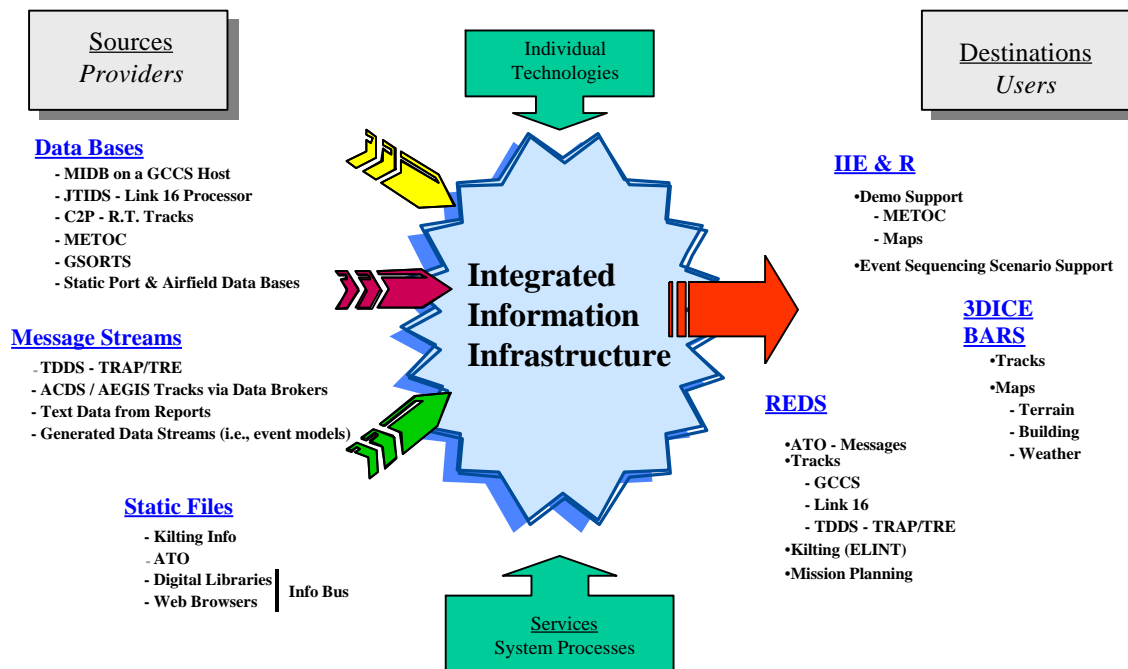 Sources
Providers
Data Bases
- MIDB on a GCCS Host
- JTIDS - Link 16 Processor
- C2P - R.T. Tracks
- METOC
- GSORTS
- Static Port & Airfield Data Bases
Message Streams
- TDDS - TRAP/TRE
- ACDS / AEGIS Tracks via Data Brokers
- Text Data from Reports
- Generated Data Streams (i.e., event models)
Static Files
- Kilting Info
- ATO
- Digital Libraries
- Web Browsers
Info Bus
Individual
Technologies
Integrated
Information
Infrastructure
Services
System Processes
Destinations
Users
IIE & R
•Demo Support
- METOC
- Maps
•Event Sequencing Scenario Support
3DICE
BARS
•Tracks
•Maps
- Terrain
- Building
- Weather
REDS
•ATO - Messages
•Tracks
- GCCS
- Link 16
- TDDS - TRAP/TRE
•Kilting (ELINT)
•Mission Planning